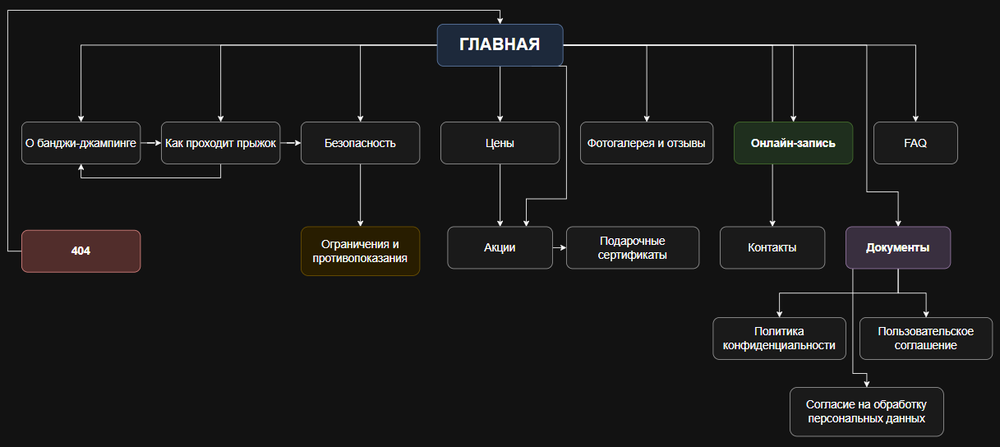 ГЛАВНАЯ
О банджи-джампинге
Как проходит прыжок
Безопасность
Цены
Фотогалерея и отзывы
Онлайн-запись
FAQ
404
Ограничения и
противопоказания
Акции
Подарочные
сертификаты
Контакты
Документы
Политика
конфиденциальности
Пользовательское
соглашение
Согласие на обработку
персональных данных